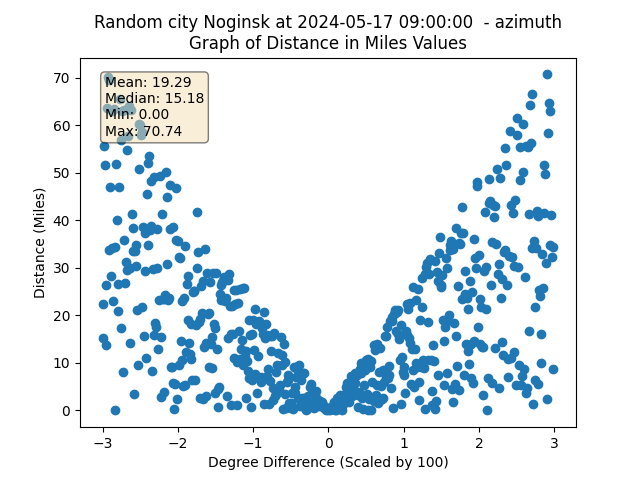 Random city Noginsk at 2024-05-17 09:00:00  - azimuth
Graph of Distance in Miles Values
Mean: 19.29
Median: 15.18
Min: 0.00
Max: 70.74
Distance (Miles)
70
60
50
40
30
20
10
0
−3 −2 −1 0 1 2 3
Degree Difference (Scaled by 100)